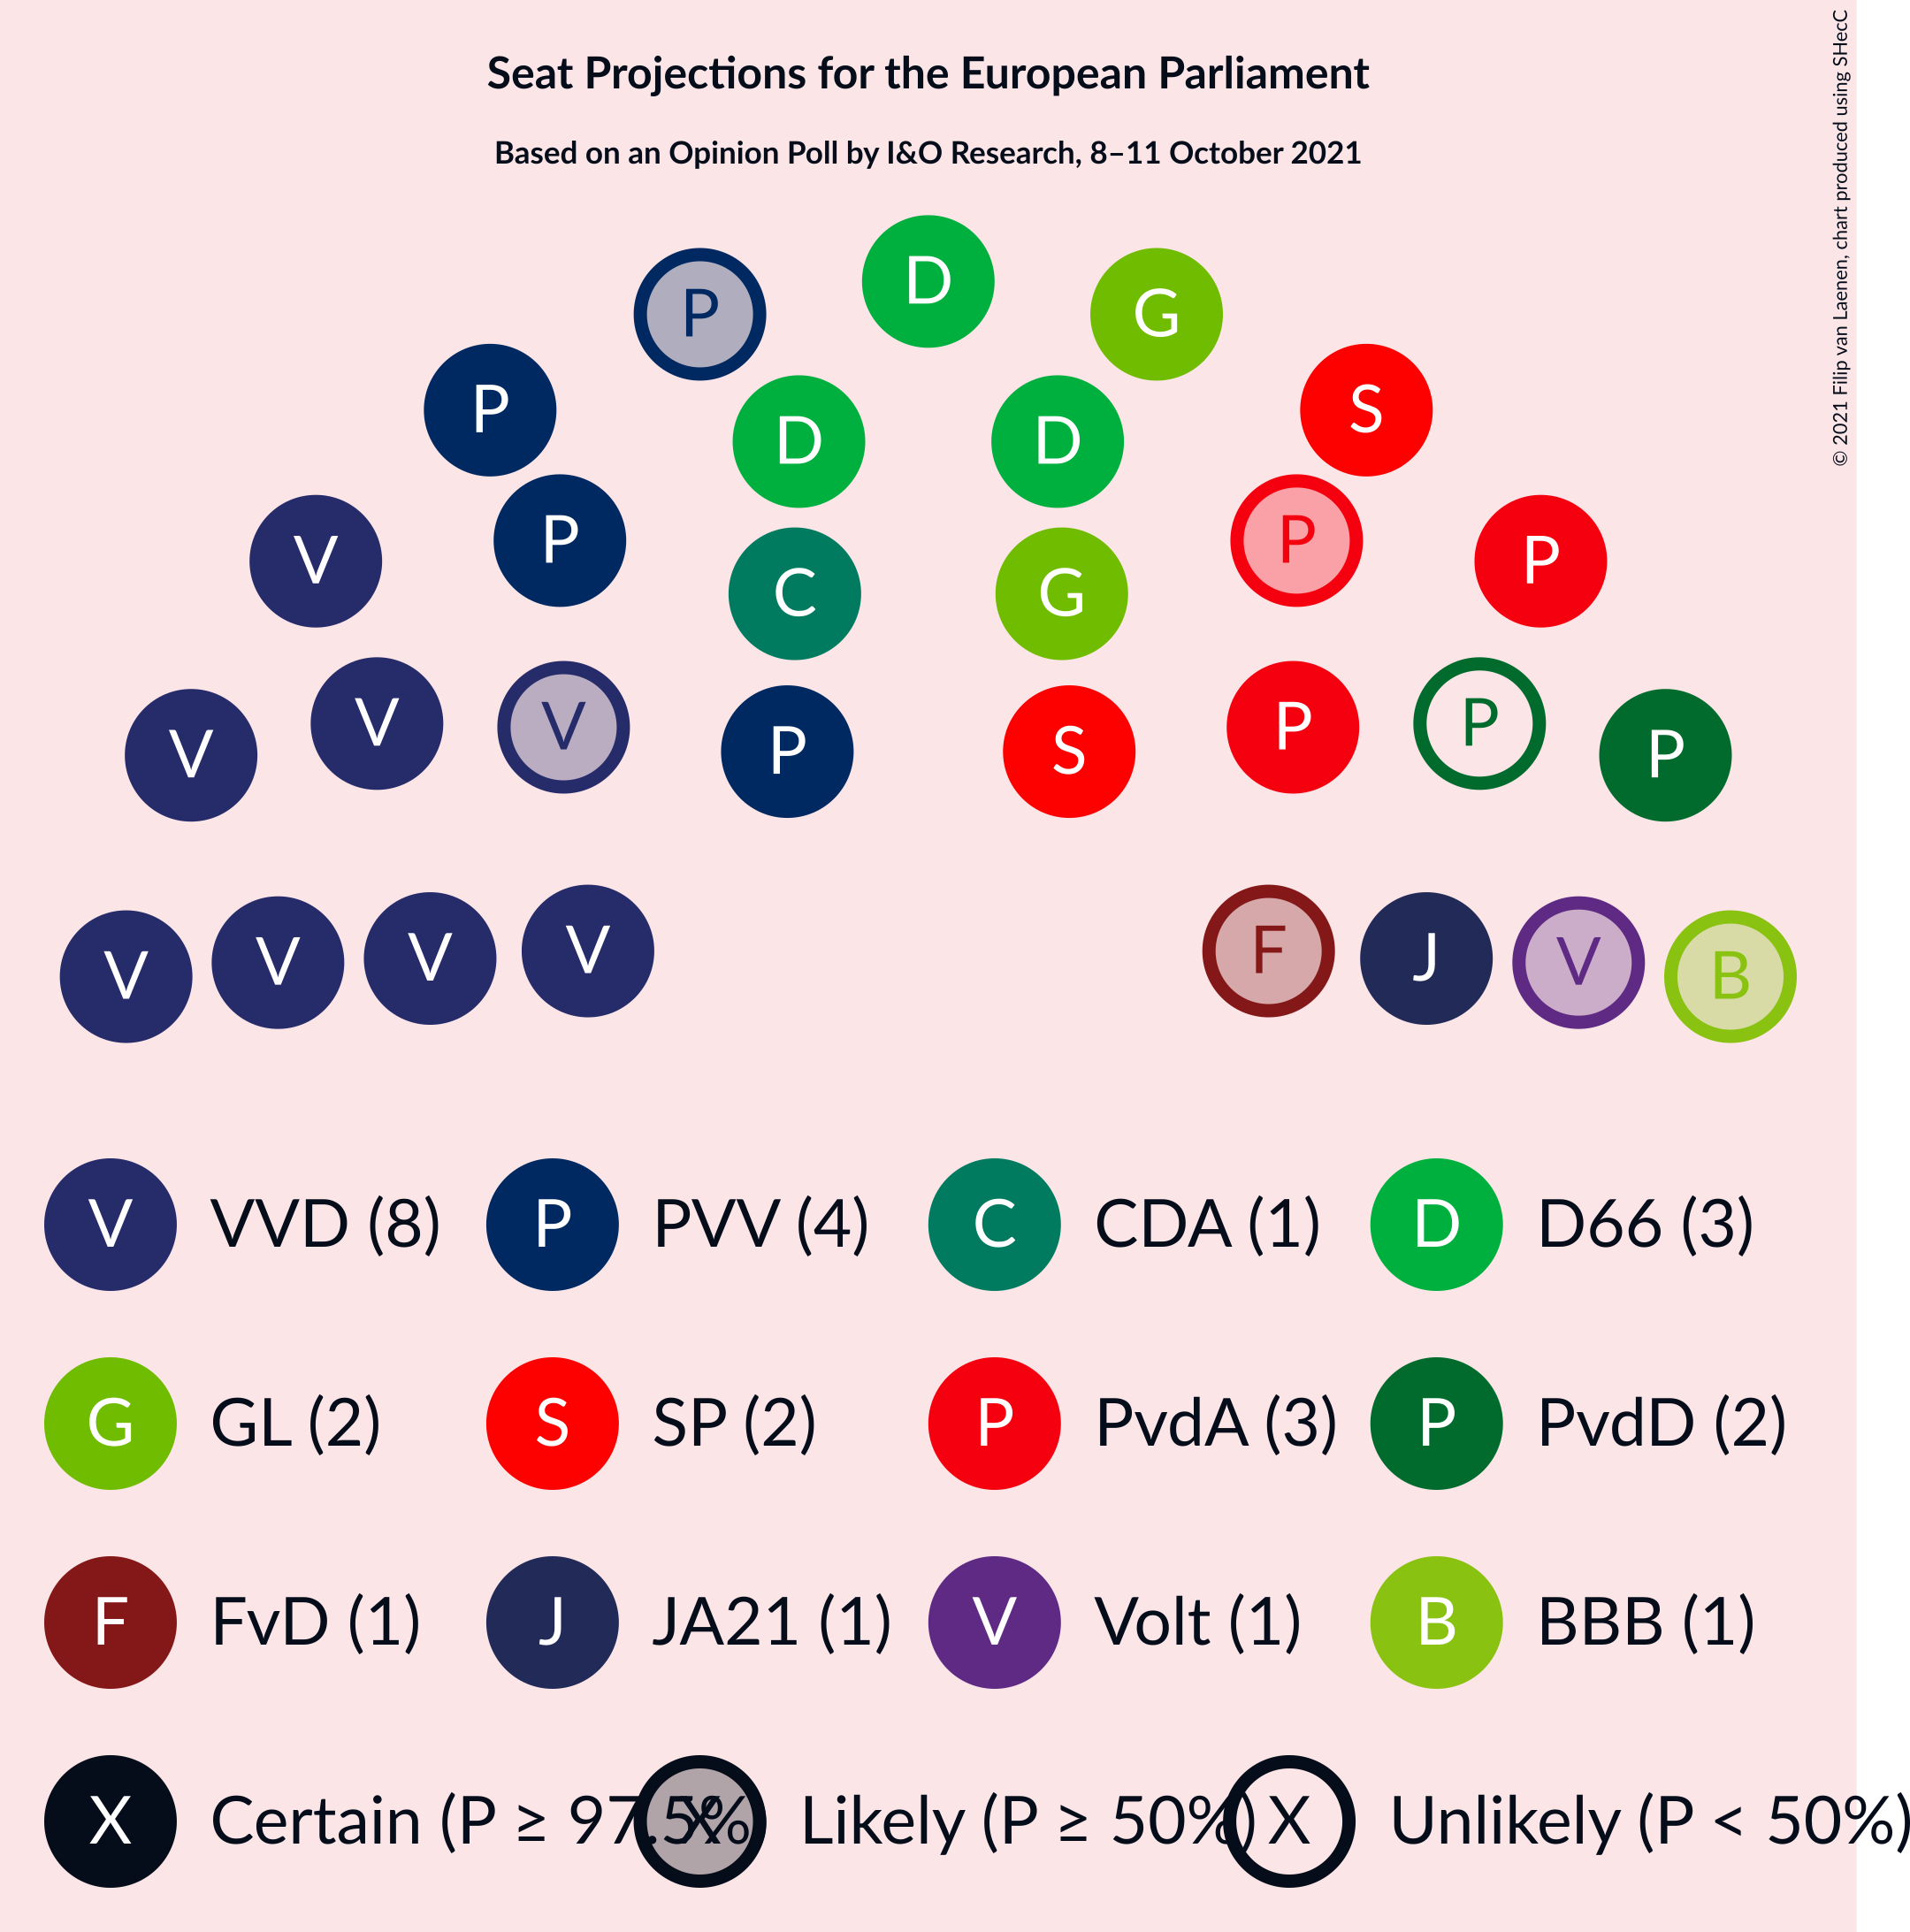 Seat Projections for the European Parliament
Based on an Opinion Poll by I&O Research, 8–11 October 2021
© 2021 Filip van Laenen, chart produced using SHecC
D
P G
P S
D D
P P
V P
C G
V V P P
V P S P
V P
F V
V J
V V
V B
V VVD (8) P PVV (4) C CDA (1) D D66 (3)
G GL (2) S SP (2) P PvdA (3) P PvdD (2)
F FvD (1) J JA21 (1) V Volt (1) B BBB (1)
X Certain (P ≥ 97.5% X Likely (P ≥ 50%) X Unlikely (P < 50%)